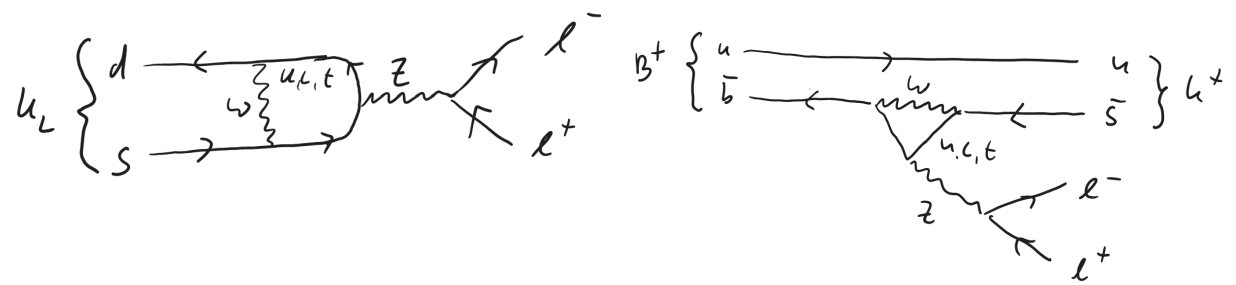 K_L { d u,c,t Z l^-
W
s l^+
B^+ { u u } K^+
b̄ W s̄
u,c,t
Z l^-
l^+